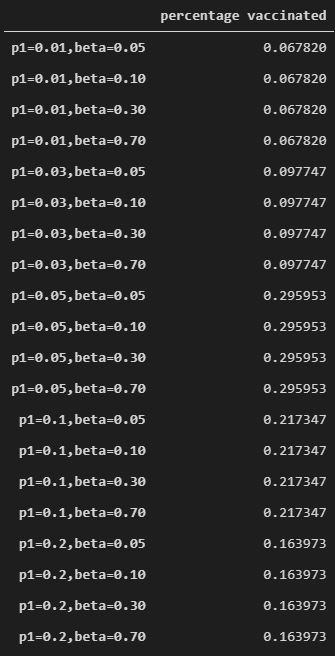 percentage vaccinated
p1=0.01,beta=0.05 0.067820
p1=0.01,beta=0.10 0.067820
p1=0.01,beta=0.30 0.067820
p1=0.01,beta=0.70 0.067820
p1=0.03,beta=0.05 0.097747
p1=0.03,beta=0.10 0.097747
p1=0.03,beta=0.30 0.097747
p1=0.03,beta=0.70 0.097747
p1=0.05,beta=0.05 0.295953
p1=0.05,beta=0.10 0.295953
p1=0.05,beta=0.30 0.295953
p1=0.05,beta=0.70 0.295953
p1=0.1,beta=0.05 0.217347
p1=0.1,beta=0.10 0.217347
p1=0.1,beta=0.30 0.217347
p1=0.1,beta=0.70 0.217347
p1=0.2,beta=0.05 0.163973
p1=0.2,beta=0.10 0.163973
p1=0.2,beta=0.30 0.163973
p1=0.2,beta=0.70 0.163973